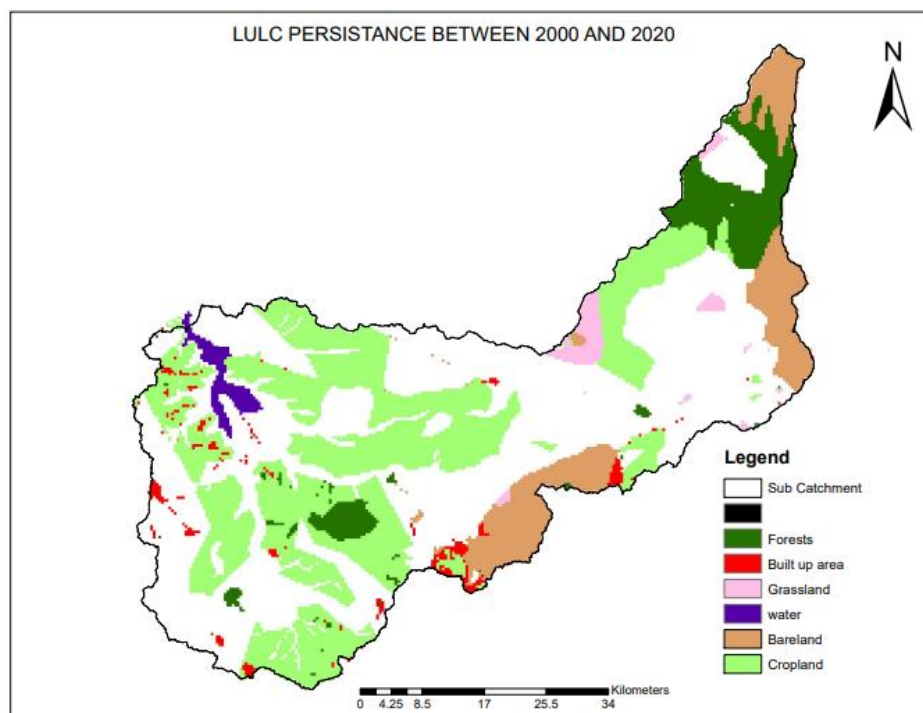 LULC PERSISTANCE BETWEEN 2000 AND 2020
N
Legend
Sub Catchment
Forests
Built up area
Grassland
water
Bareland
Cropland
Kilometers
0 4.25 8.5 17 25.5 34